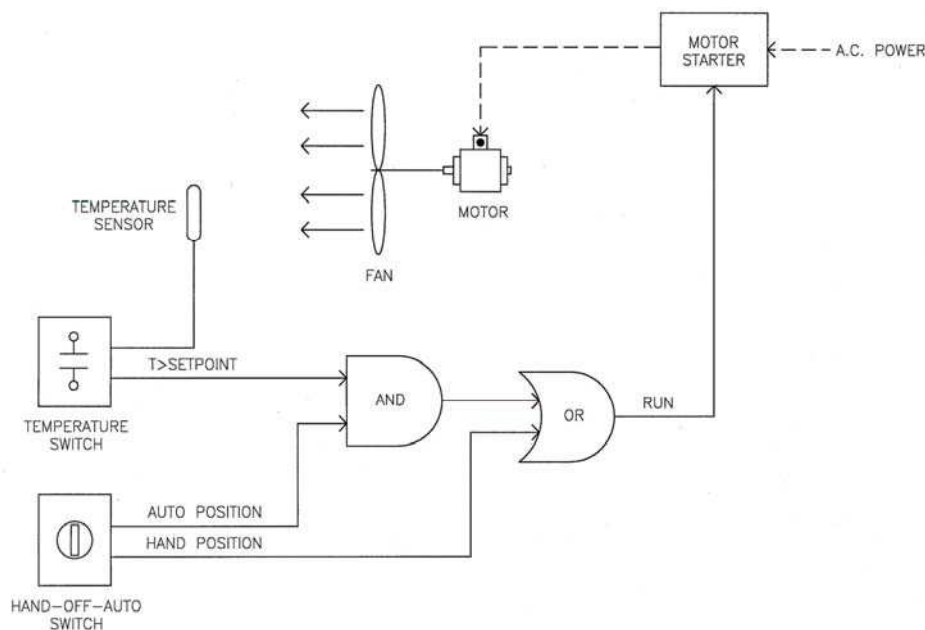 MOTOR
STARTER
A.C. POWER
MOTOR
TEMPERATURE
SENSOR
FAN
T>SETPOINT
AND
OR
RUN
TEMPERATURE
SWITCH
AUTO POSITION
HAND POSITION
HAND-OFF-AUTO
SWITCH